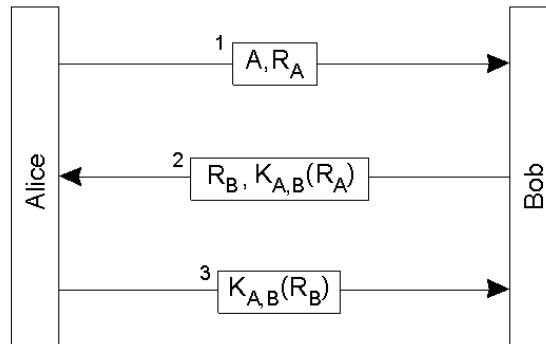 Alice
1
A, R_A
2
R_B, K_A,B(R_A)
3
K_A,B(R_B)
Bob